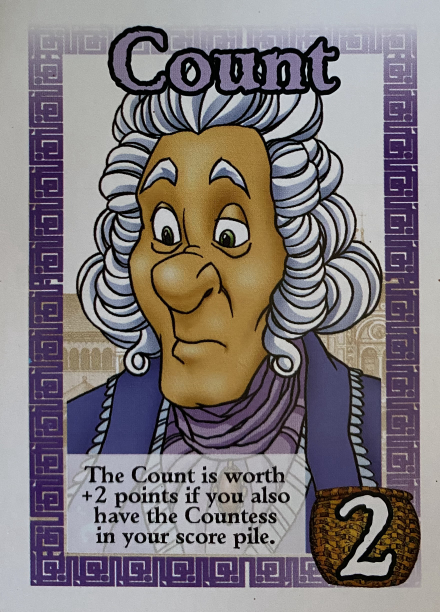 Count
The Count is worth
+2 points if you also
have the Countess
in your score pile.
2